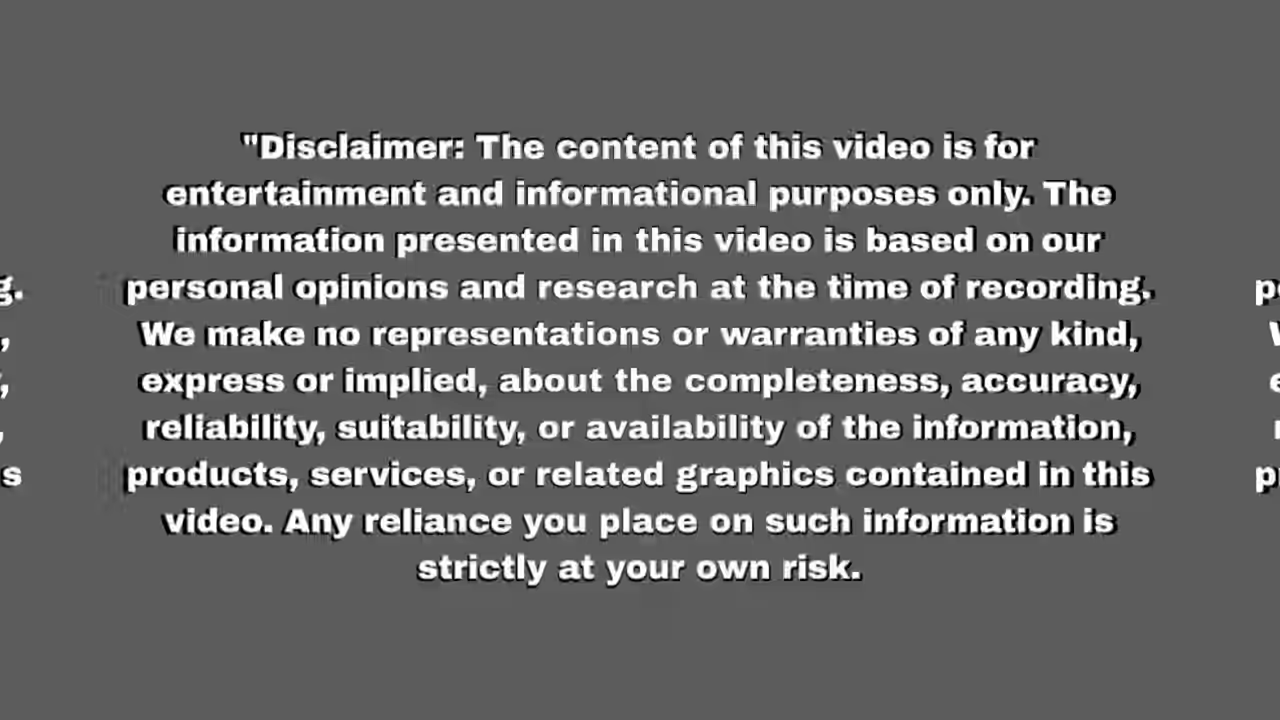 "Disclaimer: The content of this video is for
entertainment and informational purposes only. The
information presented in this video is based on our
personal opinions and research at the time of recording.
We make no representations or warranties of any kind,
express or implied, about the completeness, accuracy,
reliability, suitability, or availability of the information,
products, services, or related graphics contained in this
video. Any reliance you place on such information is
strictly at your own risk.